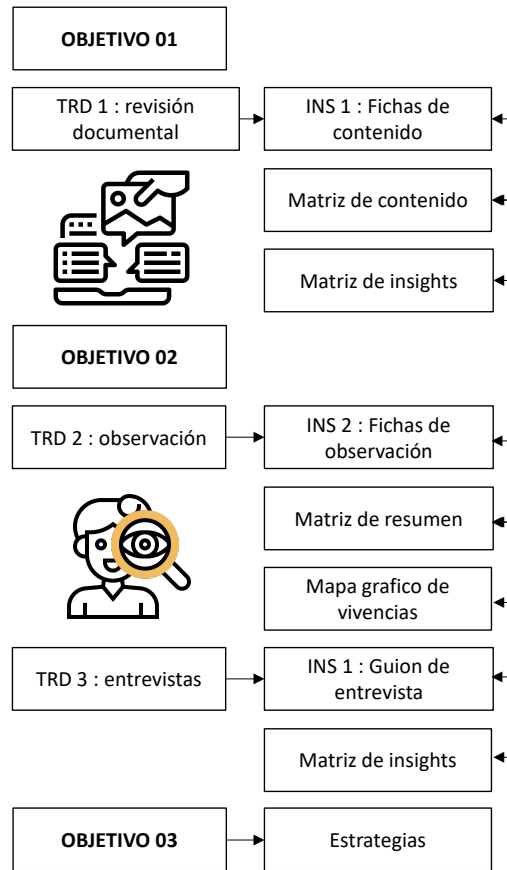 OBJETIVO 01
TRD 1 : revisión
documental
INS 1 : Fichas de
contenido
Matriz de contenido
Matriz de insights
OBJETIVO 02
TRD 2 : observación
INS 2 : Fichas de
observación
Matriz de resumen
Mapa grafico de
vivencias
TRD 3 : entrevistas
INS 1 : Guion de
entrevista
Matriz de insights
OBJETIVO 03
Estrategias